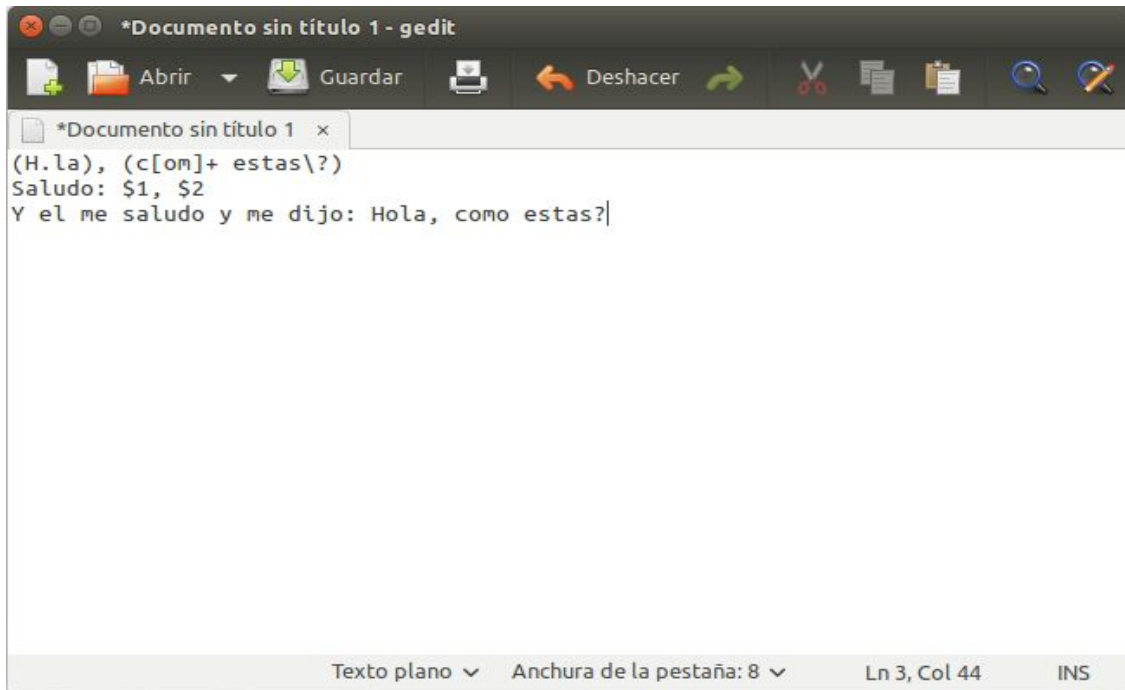 *Documento sin título 1 - gedit
Abrir Guardar Deshacer
*Documento sin título 1 ×
(H.la), (c[om]+ estas\?)
Saludo: $1, $2
Y el me saludo y me dijo: Hola, como estas?
Texto plano Anchura de la pestaña: 8 Ln 3, Col 44 INS